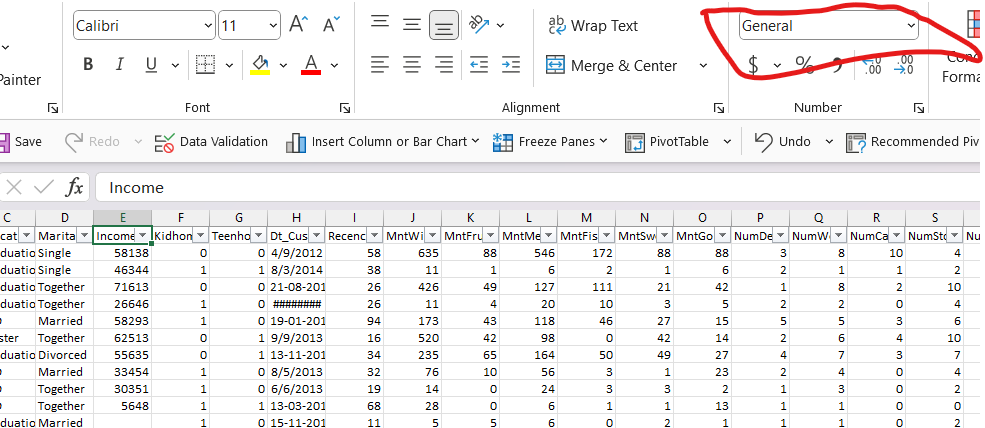 Calibri 11 A^ A˅ ab Wrap Text General
Painter B I U A Merge & Center $ % , .00 .00 Cond
Forma
Font Alignment Number
Save Redo Data Validation Insert Column or Bar Chart Freeze Panes PivotTable Undo Recommended Piv
fx Income
C D E F G H I J K L M N O P Q R S
cat Marita Income Kidhom Teenho Dt_Cus Recenc MntWi MntFru MntMe MntFis MntSw MntGo NumDe NumW NumCa NumSto Nu
aduatio Single 58138 0 0 4/9/2012 58 635 88 546 172 88 88 3 8 10 4
aduatio Single 46344 1 1 8/3/2014 38 11 1 6 2 1 6 2 1 1 2
aduatio Together 71613 0 0 21-08-201 26 426 49 127 111 21 42 1 8 2 10
aduatio Together 26646 1 0 ######## 26 11 4 20 10 3 5 2 2 0 4
D Married 58293 1 0 19-01-201 94 173 43 118 46 27 15 5 5 3 6
ster Together 62513 0 1 9/9/2013 16 520 42 98 0 42 14 2 6 4 10
aduatio Divorced 55635 0 1 13-11-201 34 235 65 164 50 49 27 4 7 3 7
D Married 33454 1 0 8/5/2013 32 76 10 56 3 1 23 2 4 0 4
D Together 30351 1 0 6/6/2013 19 14 0 24 3 3 2 1 3 0 2
D Together 5648 1 1 13-03-201 68 28 0 6 1 1 13 1 1 0 0
aduatio Married 1 0 15-11-201 11 5 5 6 0 2 1 1 1 0 2